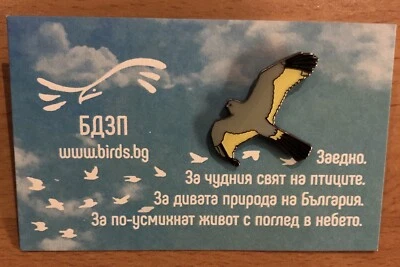 БДЗП
www.birds.bg
Заедно.
За чудния свят на птиците.
За дивата природа на България.
За по-усмихнат живот с поглед в небето.